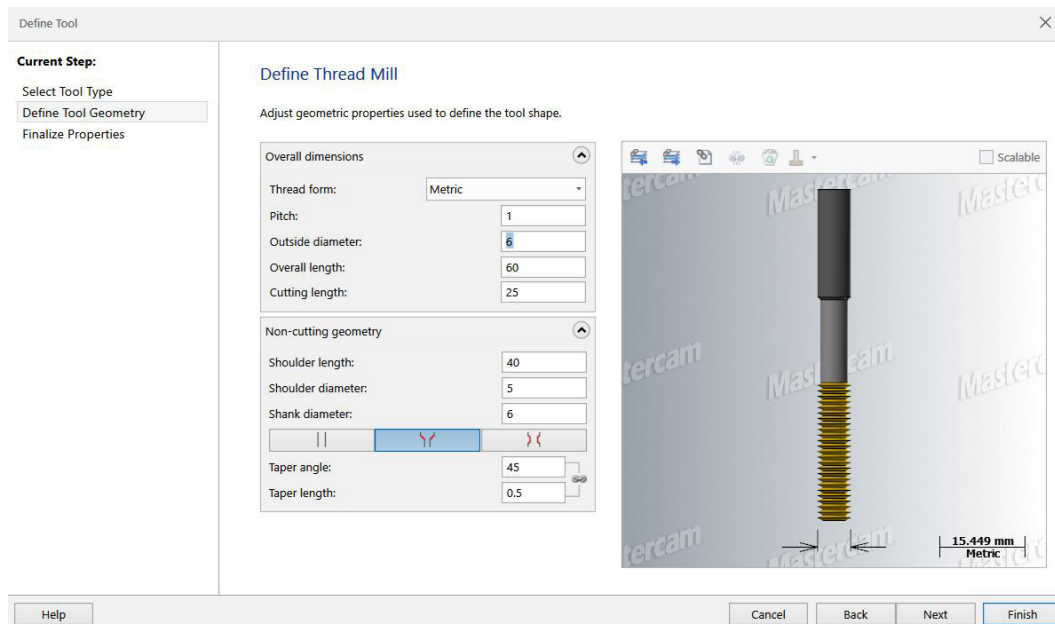 Define Tool
Current Step:
Select Tool Type
Define Tool Geometry
Finalize Properties
Define Thread Mill
Adjust geometric properties used to define the tool shape.
Overall dimensions
Thread form: Metric
Pitch: 1
Outside diameter: 6
Overall length: 60
Cutting length: 25
Non-cutting geometry
Shoulder length: 40
Shoulder diameter: 5
Shank diameter: 6
Taper angle: 45
Taper length: 0.5
Scalable
Mastercam
15.449 mm
Metric
Help
Cancel
Back
Next
Finish